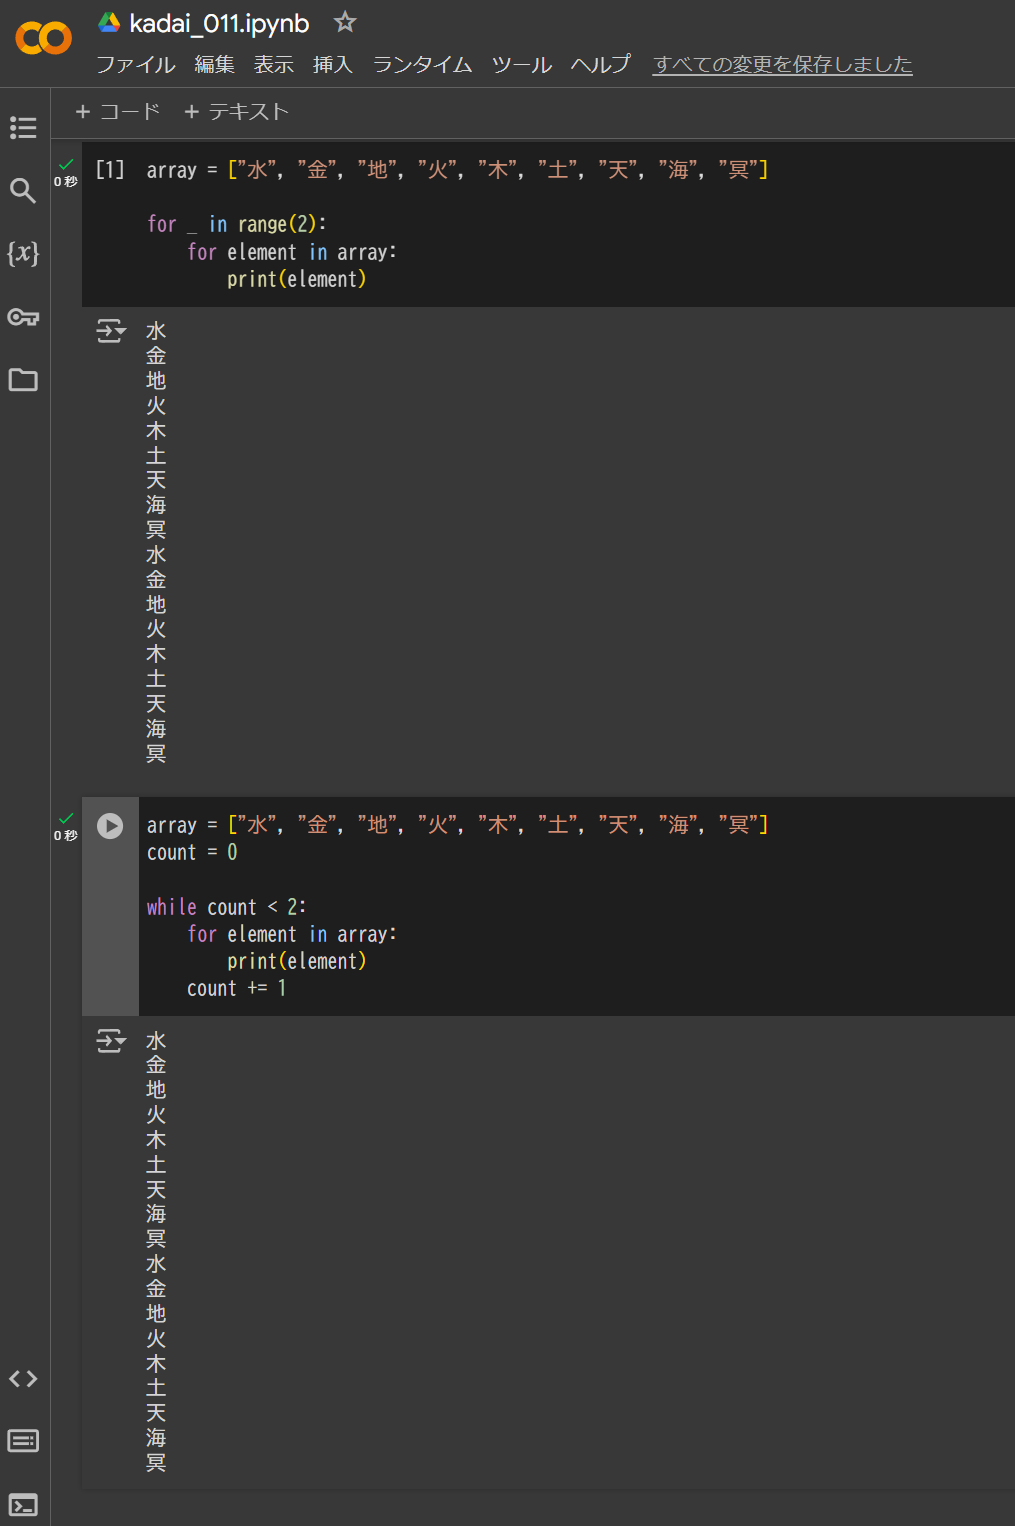 kadai_011.ipynb
ファイル 編集 表示 挿入 ランタイム ツール ヘルプ すべての変更を保存しました
+ コード + テキスト
0 秒
[1] array = ["水", "金", "地", "火", "木", "土", "天", "海", "冥"]
for _ in range(2):
    for element in array:
        print(element)
水
金
地
火
木
土
天
海
冥
水
金
地
火
木
土
天
海
冥
0 秒
array = ["水", "金", "地", "火", "木", "土", "天", "海", "冥"]
count = 0
while count < 2:
    for element in array:
        print(element)
    count += 1
水
金
地
火
木
土
天
海
冥
水
金
地
火
木
土
天
海
冥